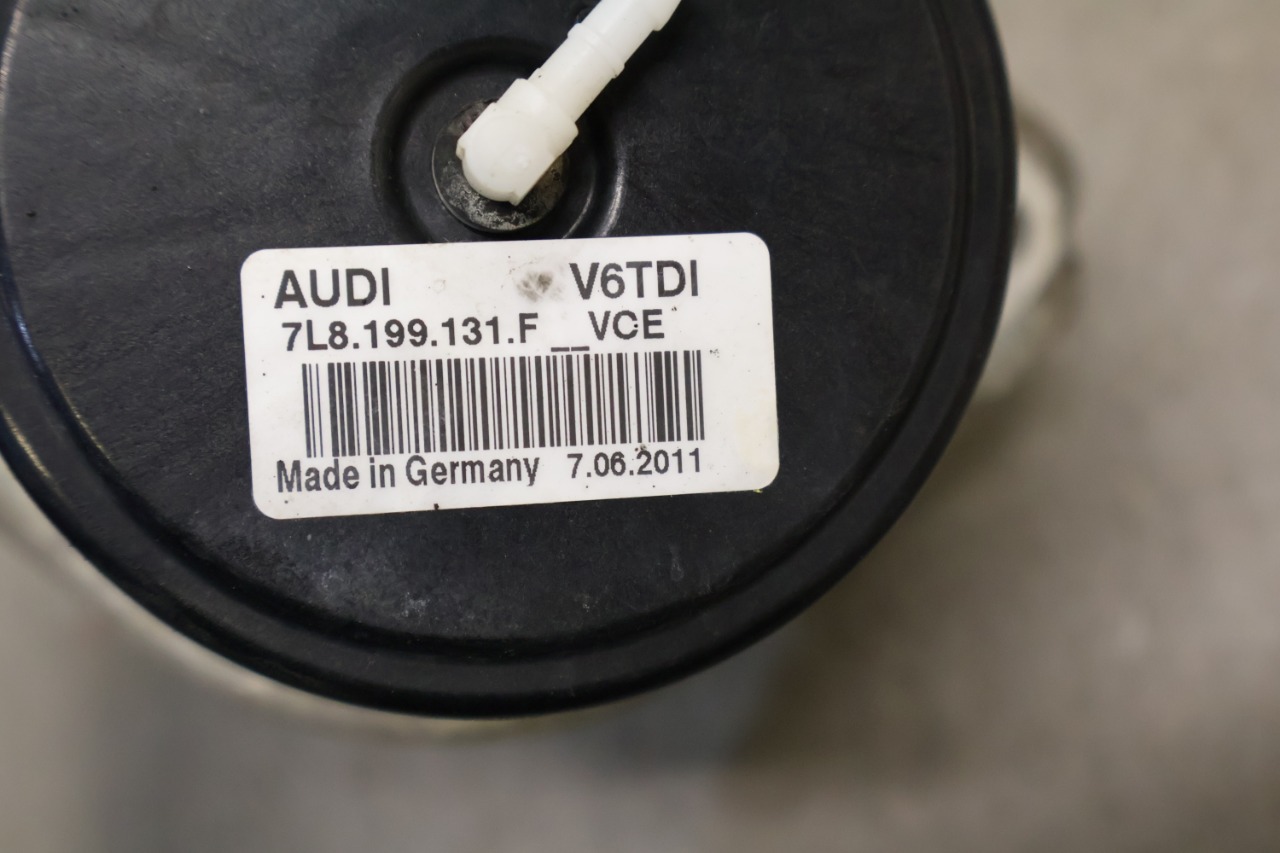 AUDI V6TDI
7L8.199.131.F __VCE
Made in Germany 7.06.2011